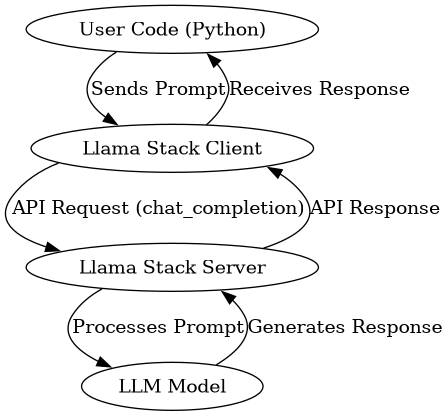 User Code (Python)
Sends Prompt
Receives Response
Llama Stack Client
API Request (chat_completion)
API Response
Llama Stack Server
Processes Prompt
Generates Response
LLM Model